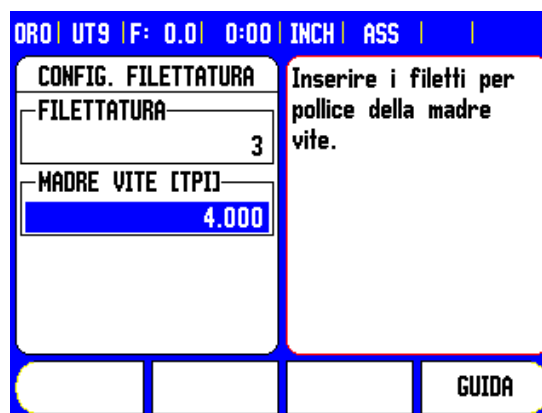 ORO| UT9 |F: 0.0| 0:00| INCH| ASS | |
CONFIG. FILETTATURA
FILETTATURA
3
MADRE VITE [TPI]
4.000
Inserire i filetti per
pollice della madre
vite.
GUIDA